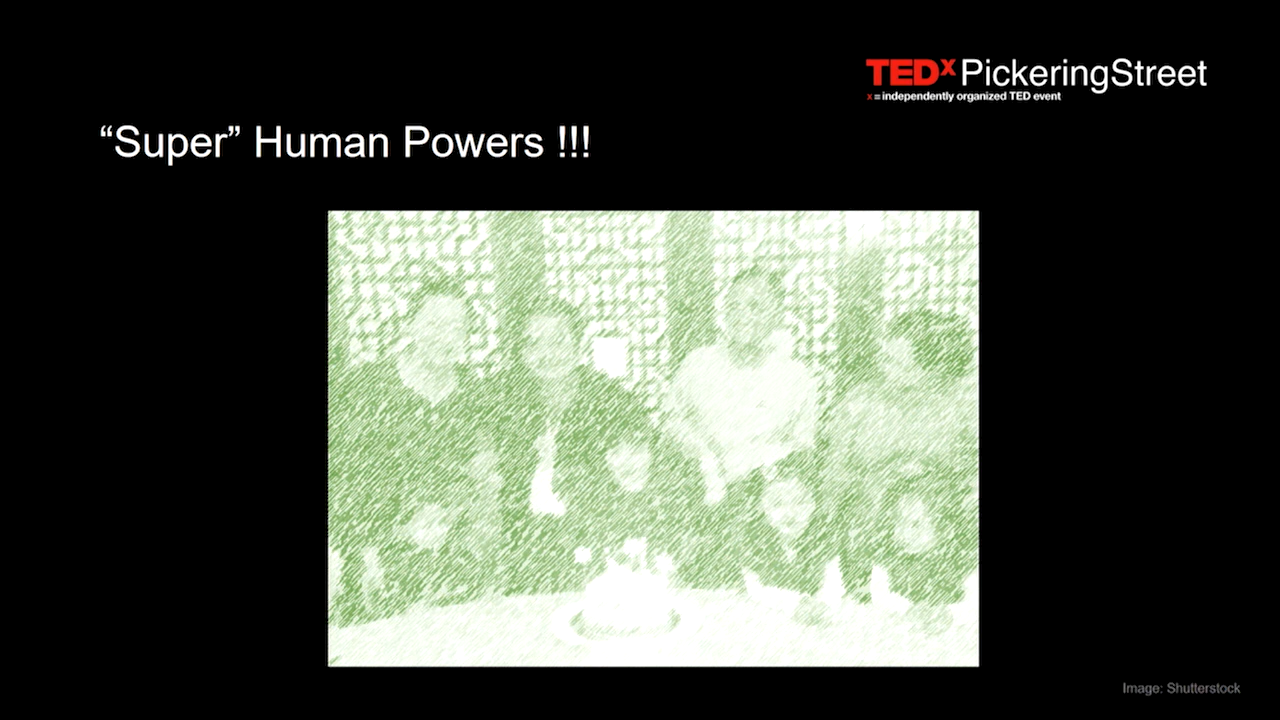 TEDx PickeringStreet
x = independently organized TED event
“Super” Human Powers !!!
Image: Shutterstock